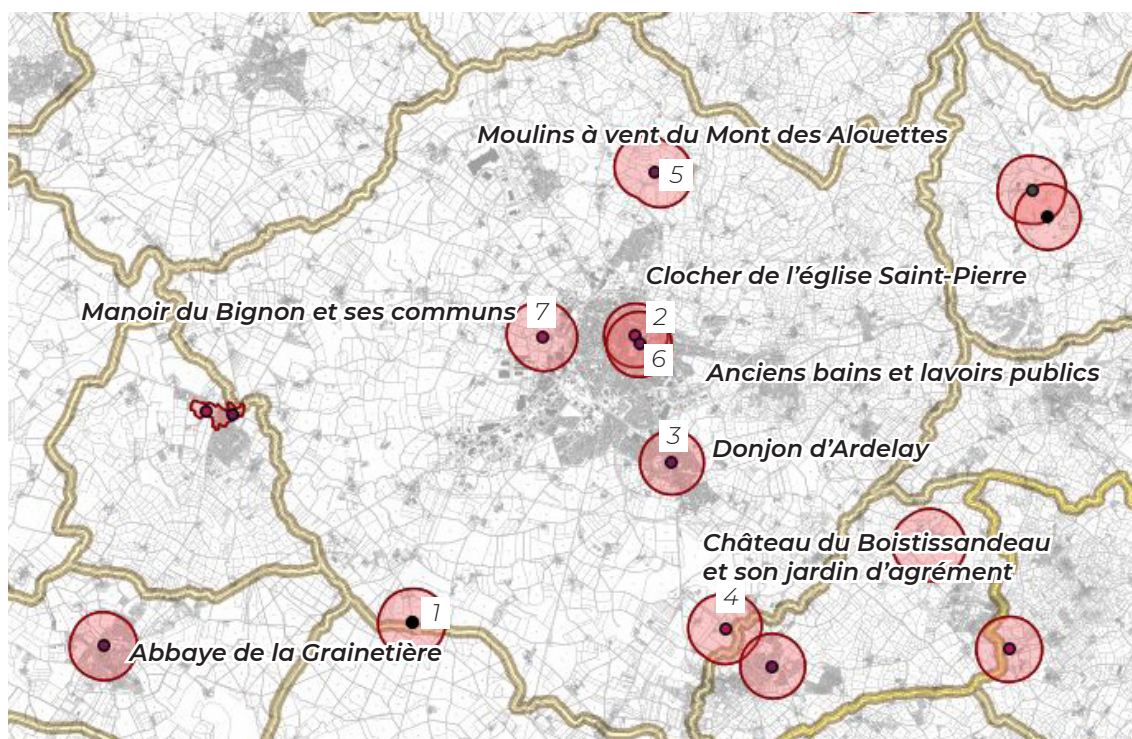 Moulins à vent du Mont des Alouettes
5
Clocher de l’église Saint-Pierre
Manoir du Bignon et ses communs
7
2
6
Anciens bains et lavoirs publics
3
Donjon d’Ardelay
Château du Boistissandeau
et son jardin d’agrément
4
1
Abbaye de la Grainetière